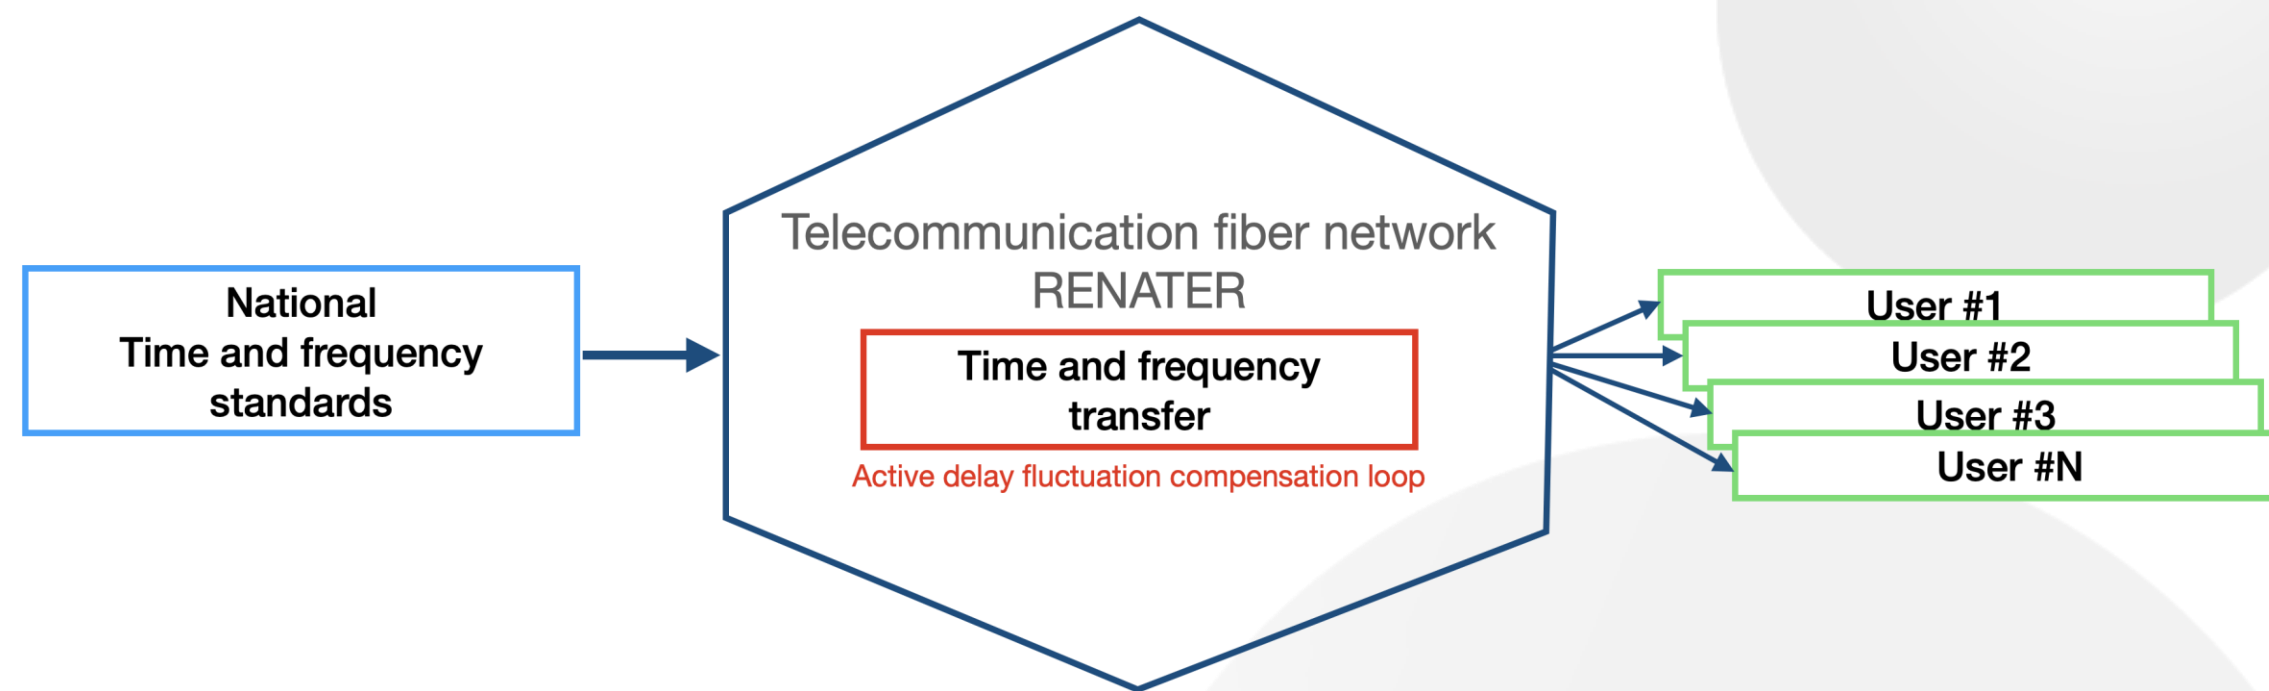 National
Time and frequency
standards
Telecommunication fiber network
RENATER
Time and frequency
transfer
Active delay fluctuation compensation loop
User #1
User #2
User #3
User #N